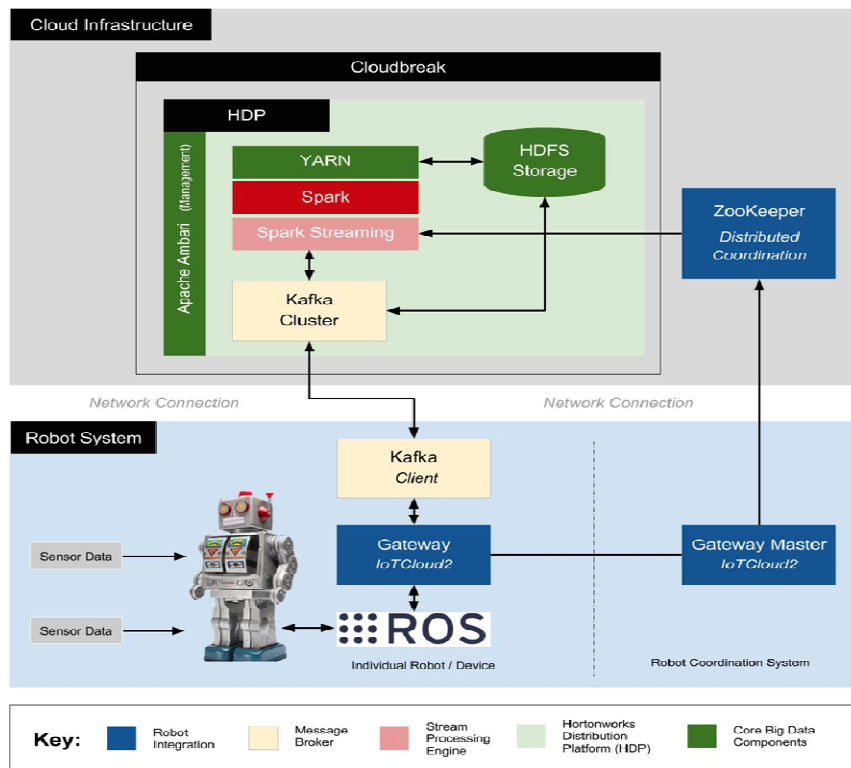 Cloud Infrastructure
Cloudbreak
HDP
Apache Ambari (Management)
YARN
Spark
Spark Streaming
HDFS
Storage
Kafka
Cluster
ZooKeeper
Distributed
Coordination
Network Connection
Network Connection
Robot System
Kafka
Client
Sensor Data
Sensor Data
Gateway
IoTCloud2
Gateway Master
IoTCloud2
ROS
Individual Robot / Device
Robot Coordination System
Key:
Robot
Integration
Message
Broker
Stream
Processing
Engine
Hortonworks
Distribution
Platform (HDP)
Core Big Data
Components